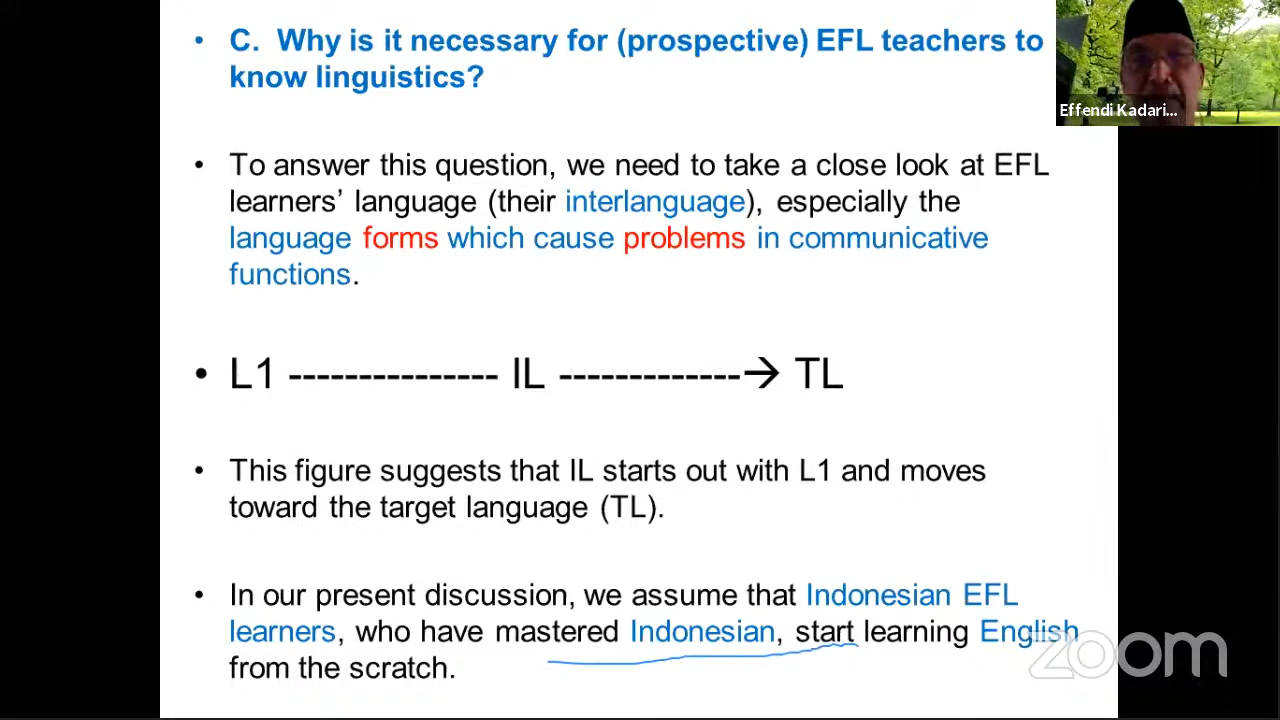 • C. Why is it necessary for (prospective) EFL teachers to
know linguistics?
Effendi Kadari...
• To answer this question, we need to take a close look at EFL
learners’ language (their interlanguage), especially the
language forms which cause problems in communicative
functions.
• L1 --------------- IL -------------→ TL
• This figure suggests that IL starts out with L1 and moves
toward the target language (TL).
• In our present discussion, we assume that Indonesian EFL
learners, who have mastered Indonesian, start learning English
from the scratch.
zoom